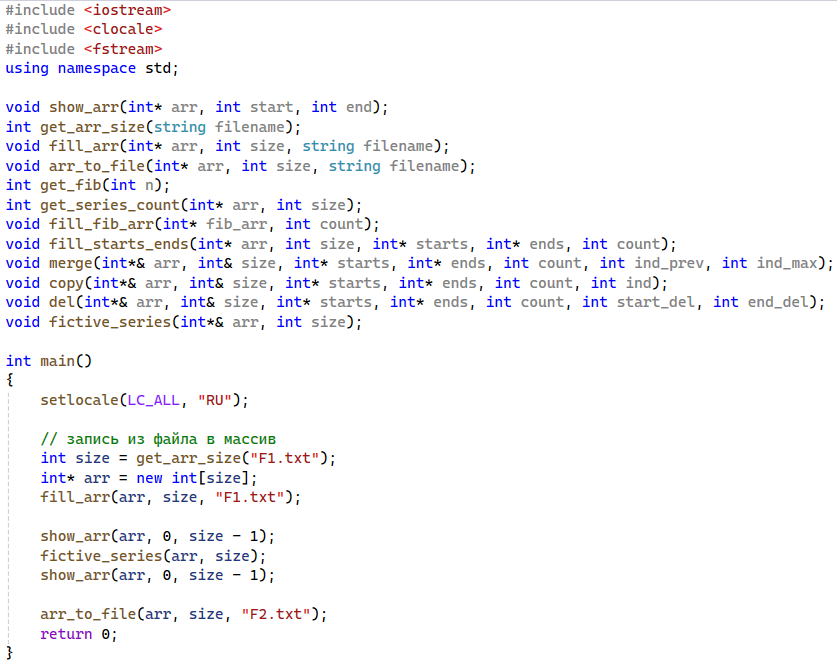 #include <iostream>
#include <clocale>
#include <fstream>
using namespace std;

void show_arr(int* arr, int start, int end);
int get_arr_size(string filename);
void fill_arr(int* arr, int size, string filename);
void arr_to_file(int* arr, int size, string filename);
int get_fib(int n);
int get_series_count(int* arr, int size);
void fill_fib_arr(int* fib_arr, int count);
void fill_starts_ends(int* arr, int size, int* starts, int* ends, int count);
void merge(int*& arr, int& size, int* starts, int* ends, int count, int ind_prev, int ind_max);
void copy(int*& arr, int& size, int* starts, int* ends, int count, int ind);
void del(int*& arr, int& size, int* starts, int* ends, int count, int start_del, int end_del);
void fictive_series(int*& arr, int size);

int main()
{
    setlocale(LC_ALL, "RU");

    // запись из файла в массив
    int size = get_arr_size("F1.txt");
    int* arr = new int[size];
    fill_arr(arr, size, "F1.txt");

    show_arr(arr, 0, size - 1);
    fictive_series(arr, size);
    show_arr(arr, 0, size - 1);

    arr_to_file(arr, size, "F2.txt");
    return 0;
}